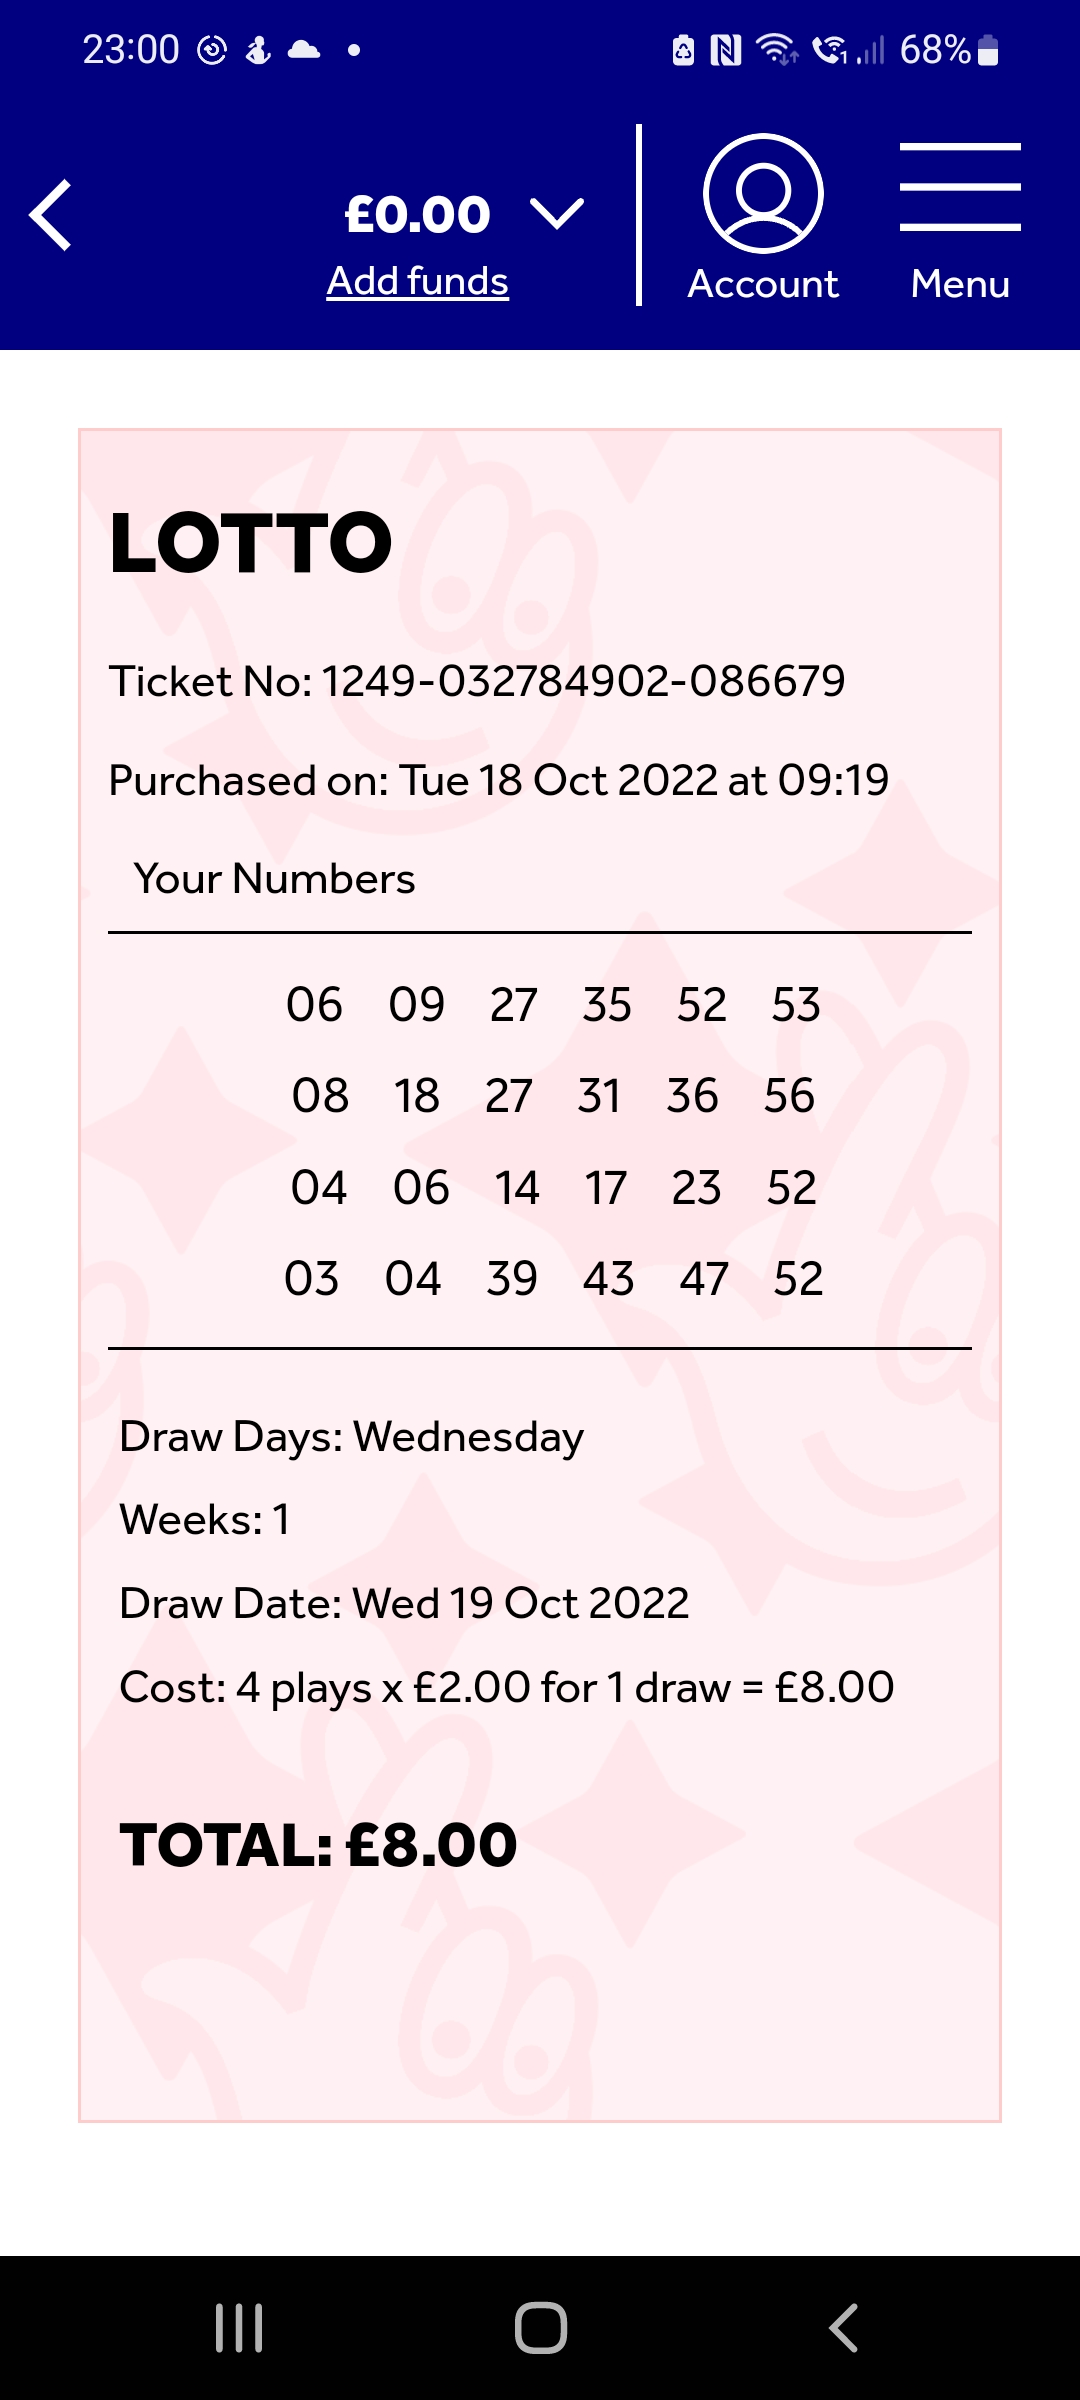 23:00 68%
£0.00
Add funds
Account
Menu
LOTTO
Ticket No: 1249-032784902-086679
Purchased on: Tue 18 Oct 2022 at 09:19
Your Numbers
06 09 27 35 52 53
08 18 27 31 36 56
04 06 14 17 23 52
03 04 39 43 47 52
Draw Days: Wednesday
Weeks: 1
Draw Date: Wed 19 Oct 2022
Cost: 4 plays x £2.00 for 1 draw = £8.00
TOTAL: £8.00